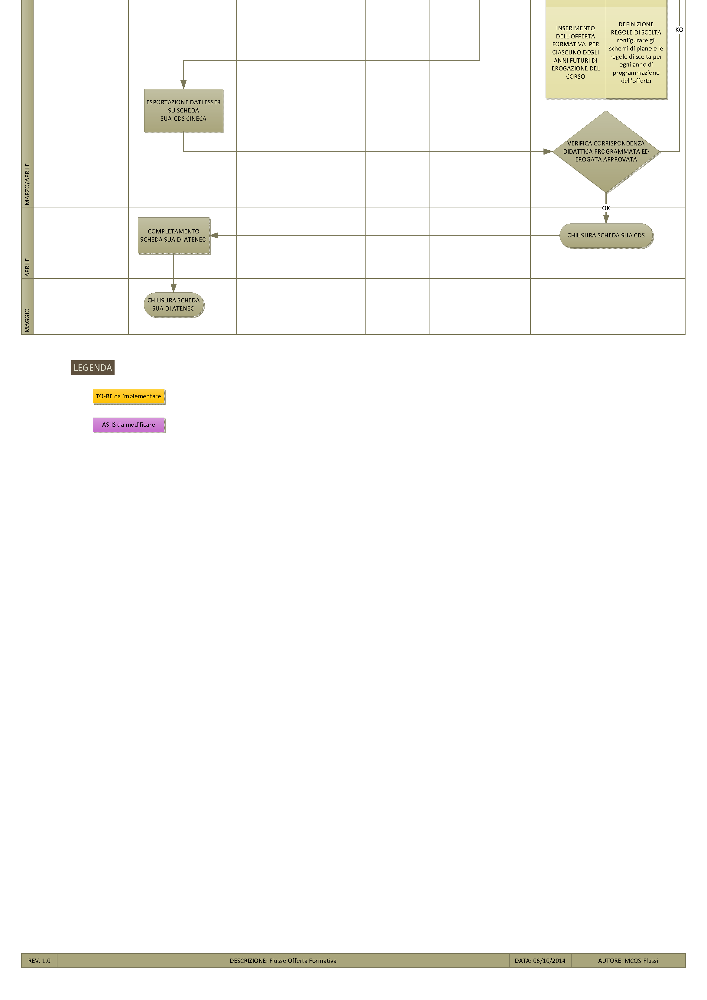 INSERIMENTO
DELL'OFFERTA
FORMATIVA PER
CIASCUNO DEGLI
ANNI FUTURI DI
EROGAZIONE DEL
CORSO
DEFINIZIONE
REGOLE DI SCELTA
configurare gli
schemi di piano e le
regole di scelta per
ogni anno di
programmazione
dell'offerta
KO
ESPORTAZIONE DATI ESSE3
SU SCHEDA
SUA-CDS CINECA
VERIFICA CORRISPONDENZA
DIDATTICA PROGRAMMATA ED
EROGATA APPROVATA
MARZO/APRILE
OK
COMPLETAMENTO
SCHEDA SUA DI ATENEO
CHIUSURA SCHEDA SUA CDS
APRILE
CHIUSURA SCHEDA
SUA DI ATENEO
MAGGIO
LEGENDA
TO-BE da implementare
AS-IS da modificare
REV. 1.0
DESCRIZIONE: Flusso Offerta Formativa
DATA: 06/10/2014
AUTORE: MCQS-Flussi